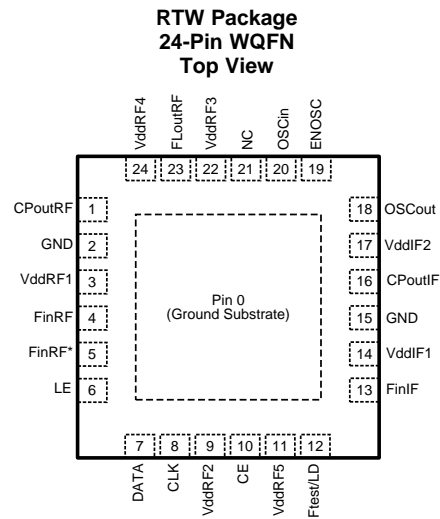 RTW Package
24-Pin WQFN
Top View
VddRF4
FLoutRF
VddRF3
NC
OSCin
ENOSC
24 23 22 21 20 19
CPoutRF 1
GND 2
VddRF1 3
FinRF 4
FinRF* 5
LE 6
Pin 0
(Ground Substrate)
18 OSCout
17 VddIF2
16 CPoutIF
15 GND
14 VddIF1
13 FinIF
7 8 9 10 11 12
DATA
CLK
VddRF2
CE
VddRF5
Ftest/LD